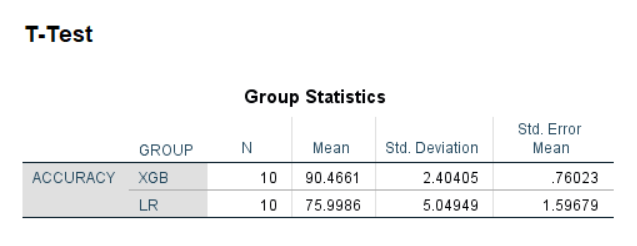 T-Test
Group Statistics
GROUP N Mean Std. Deviation Std. Error Mean
ACCURACY XGB 10 90.4661 2.40405 .76023
LR 10 75.9986 5.04949 1.59679